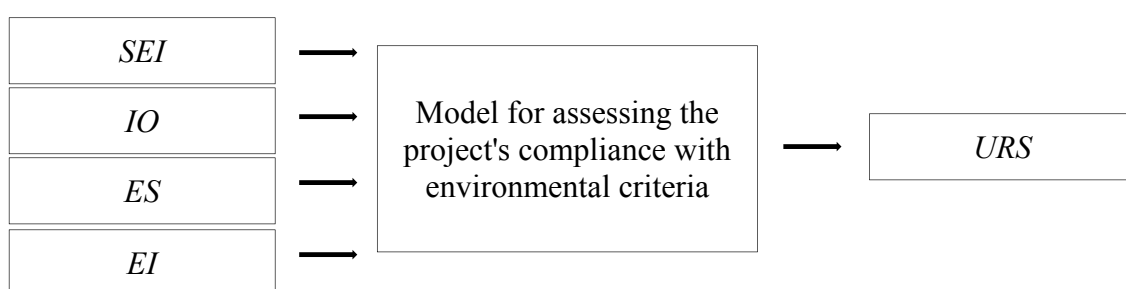 SEI
IO
ES
EI
Model for assessing the
project's compliance with
environmental criteria
URS